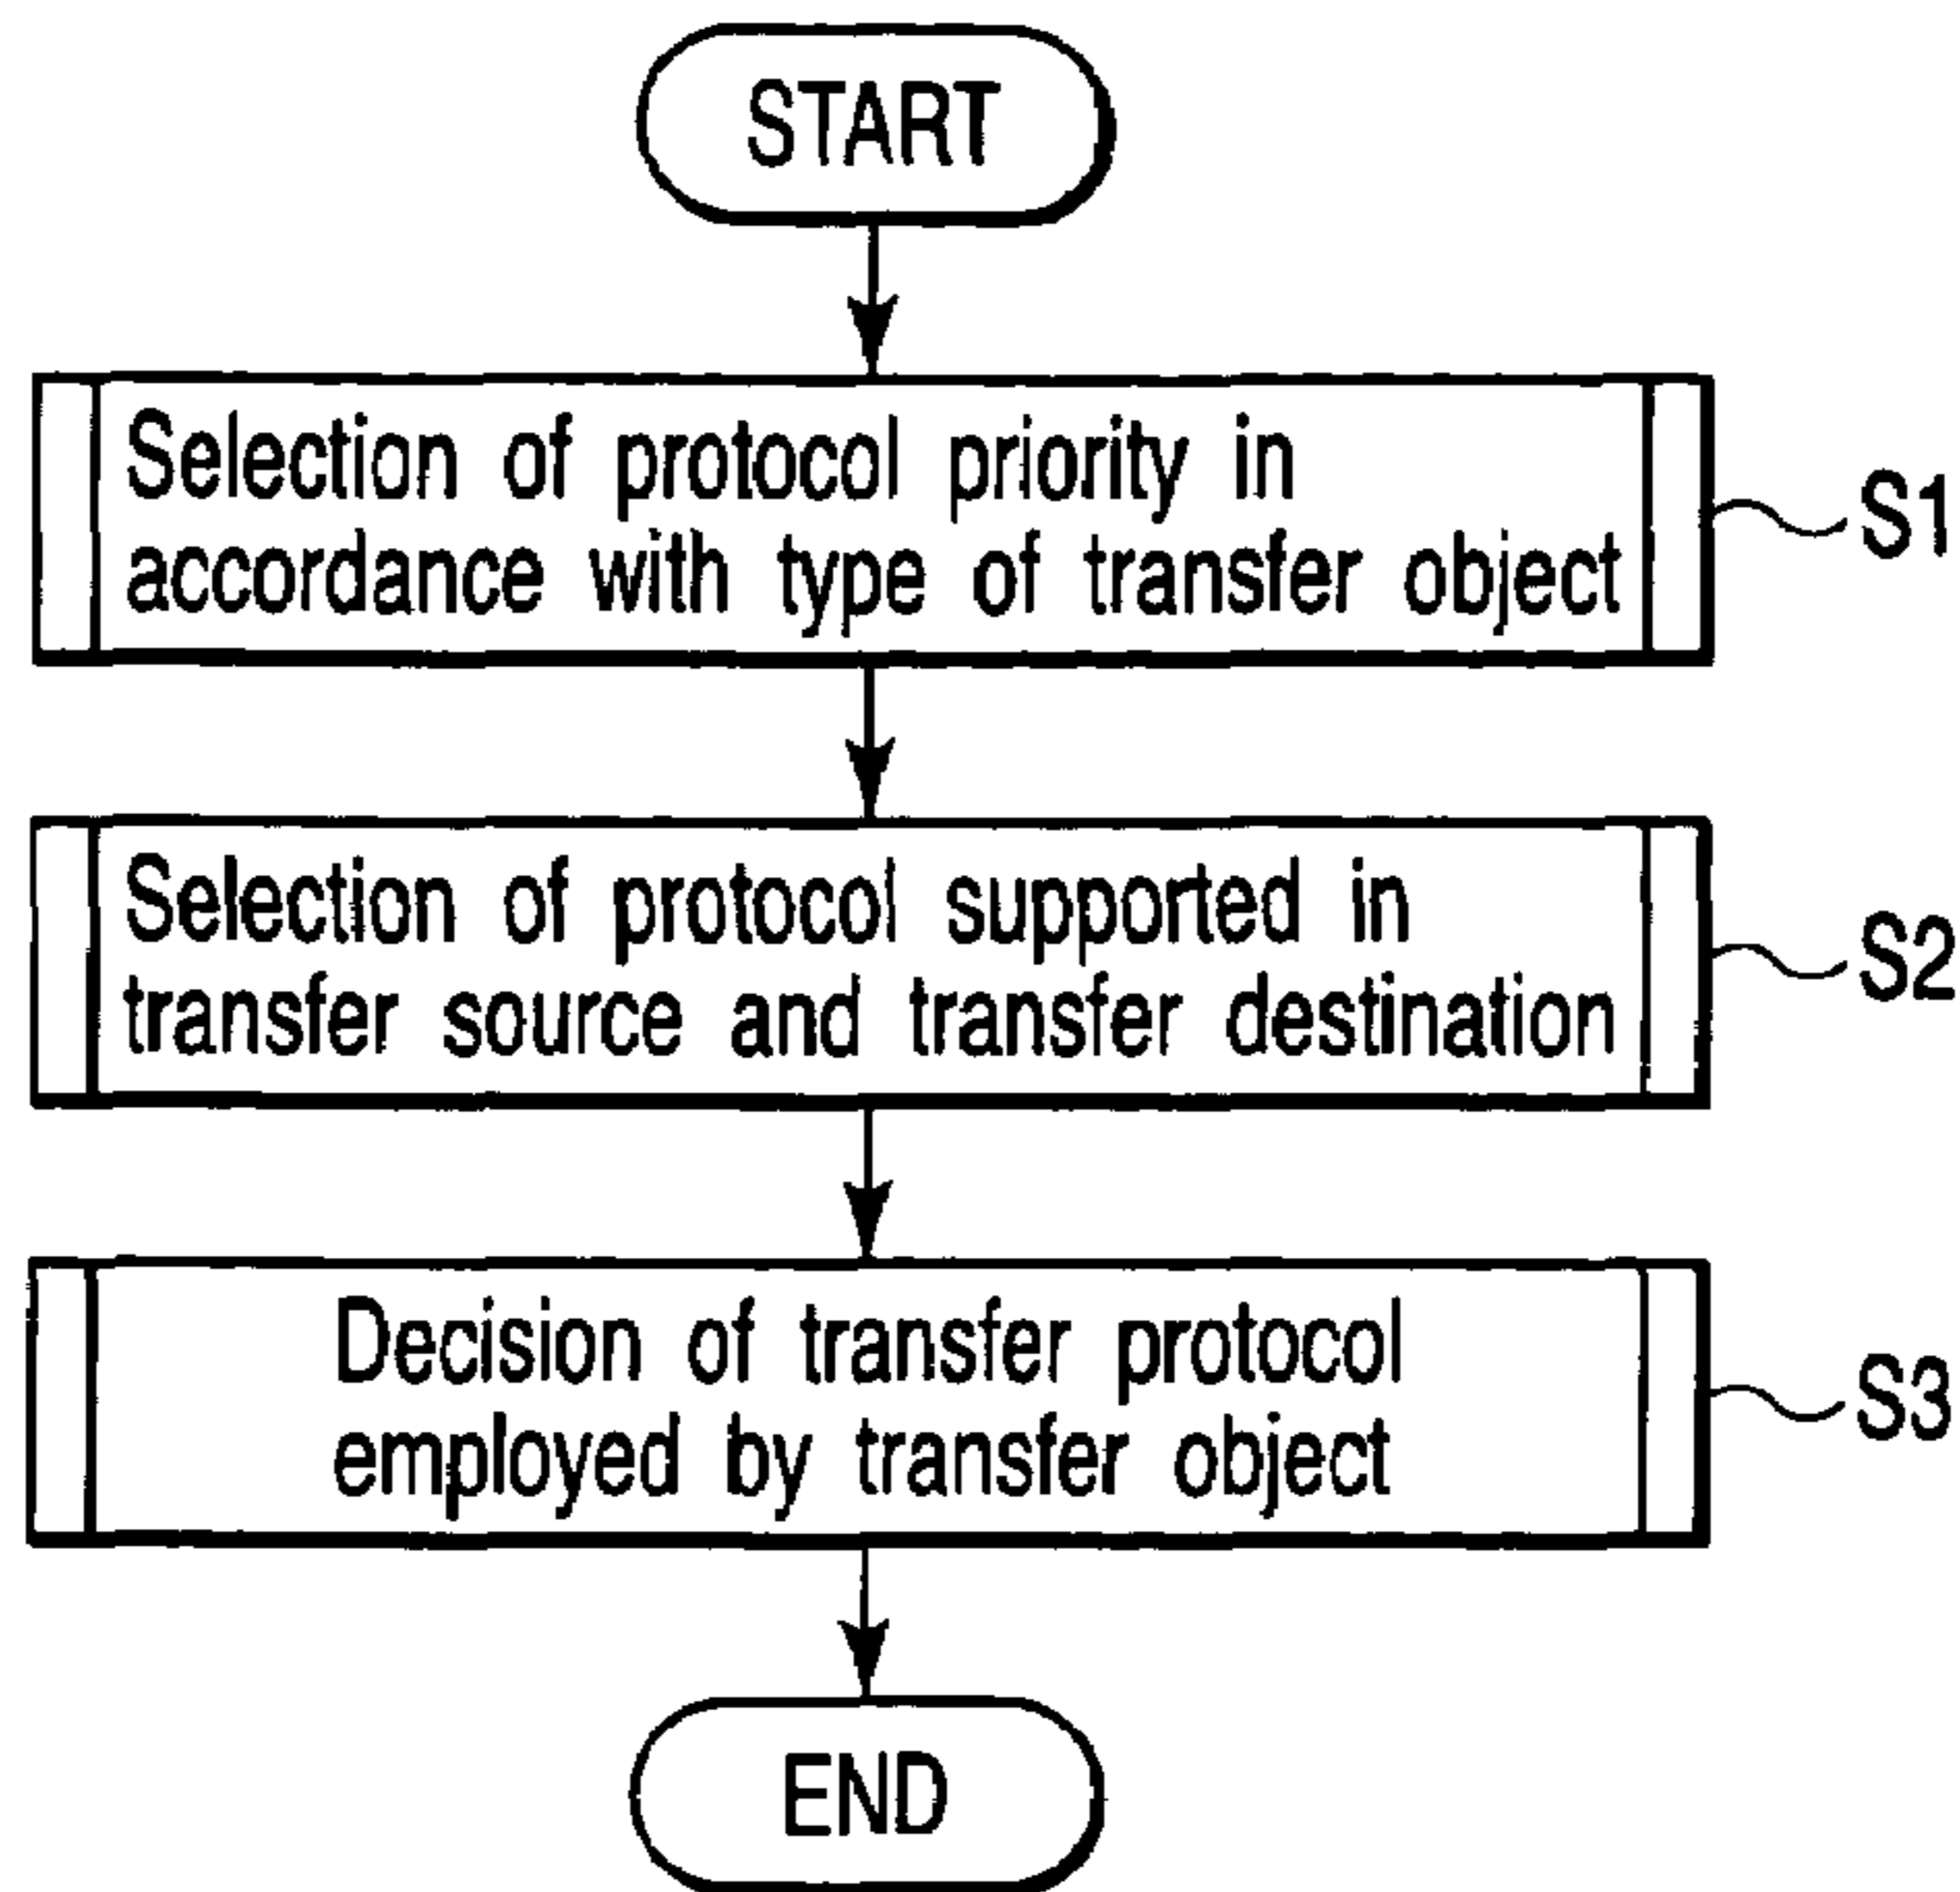 START
Selection of protocol priority in
accordance with type of transfer object
S1
Selection of protocol supported in
transfer source and transfer destination
S2
Decision of transfer protocol
employed by transfer object
S3
END